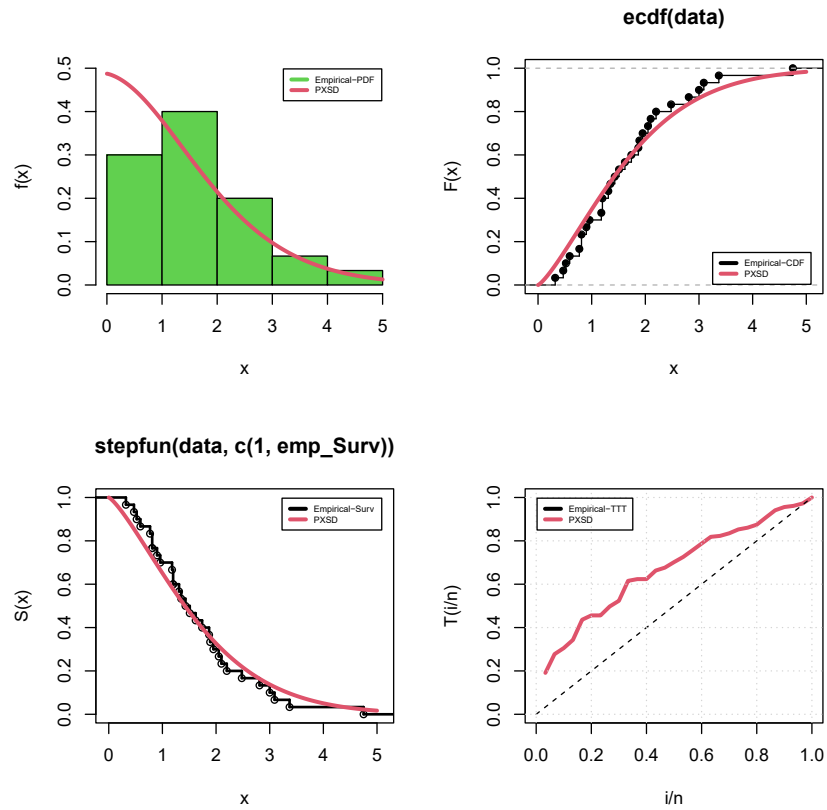 f(x)
0.0 0.1 0.2 0.3 0.4 0.5
Empirical−PDF
PXSD
0 1 2 3 4 5
x
ecdf(data)
F(x)
0.0 0.2 0.4 0.6 0.8 1.0
Empirical−CDF
PXSD
0 1 2 3 4 5
x
stepfun(data, c(1, emp_Surv))
S(x)
0.0 0.2 0.4 0.6 0.8 1.0
Empirical−Surv
PXSD
0 1 2 3 4 5
x
T(i/n)
0.0 0.2 0.4 0.6 0.8 1.0
Empirical−TTT
PXSD
0.0 0.2 0.4 0.6 0.8 1.0
i/n